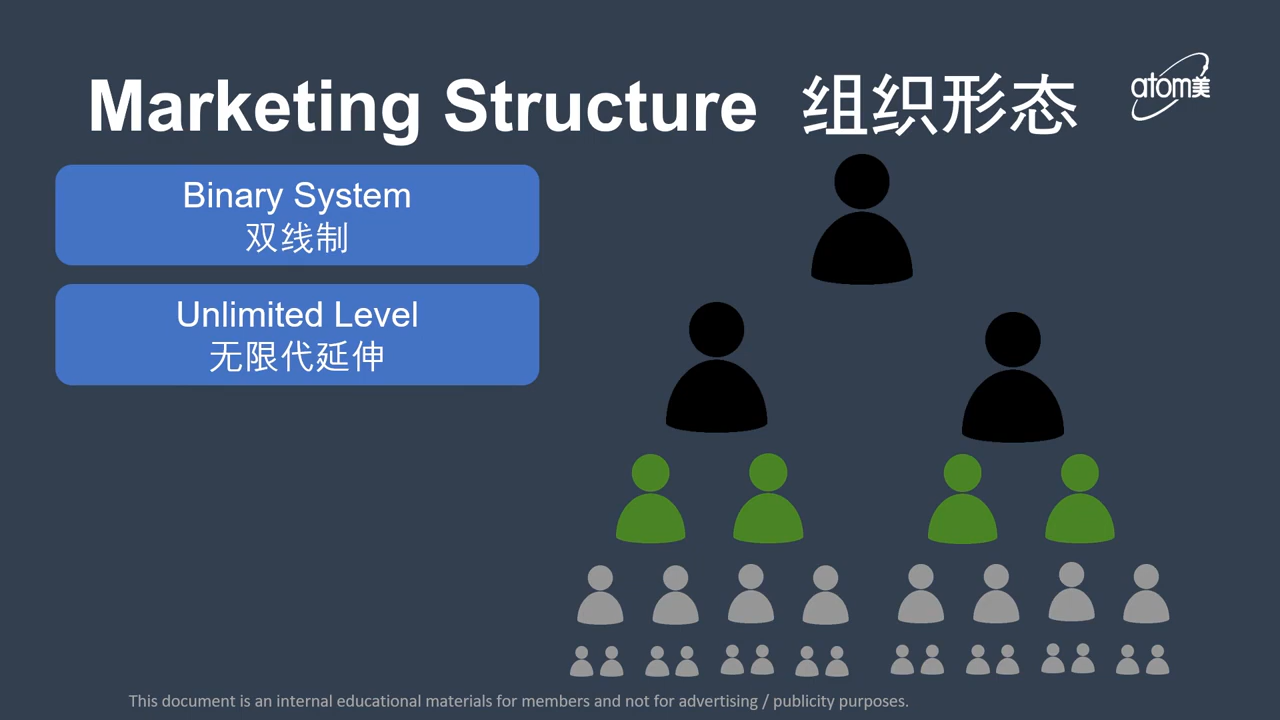 Marketing Structure 组织形态
atom美
Binary System
双线制
Unlimited Level
无限代延伸
This document is an internal educational materials for members and not for advertising / publicity purposes.